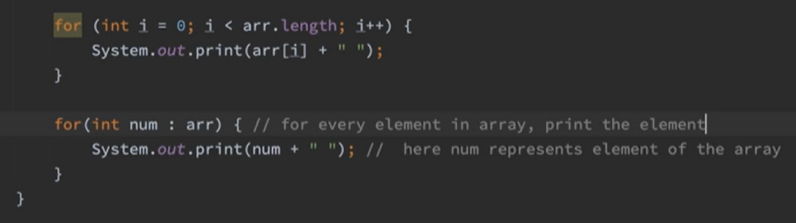 for (int i = 0; i < arr.length; i++) {
System.out.print(arr[i] + " ");
}
for(int num : arr) { // for every element in array, print the element
System.out.print(num + " "); // here num represents element of the array
}
}